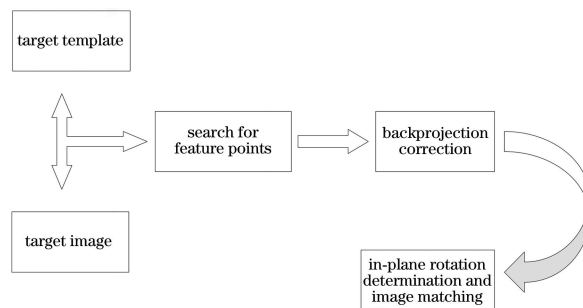 target template
search for
feature points
backprojection
correction
target image
in-plane rotation
determination and
image matching